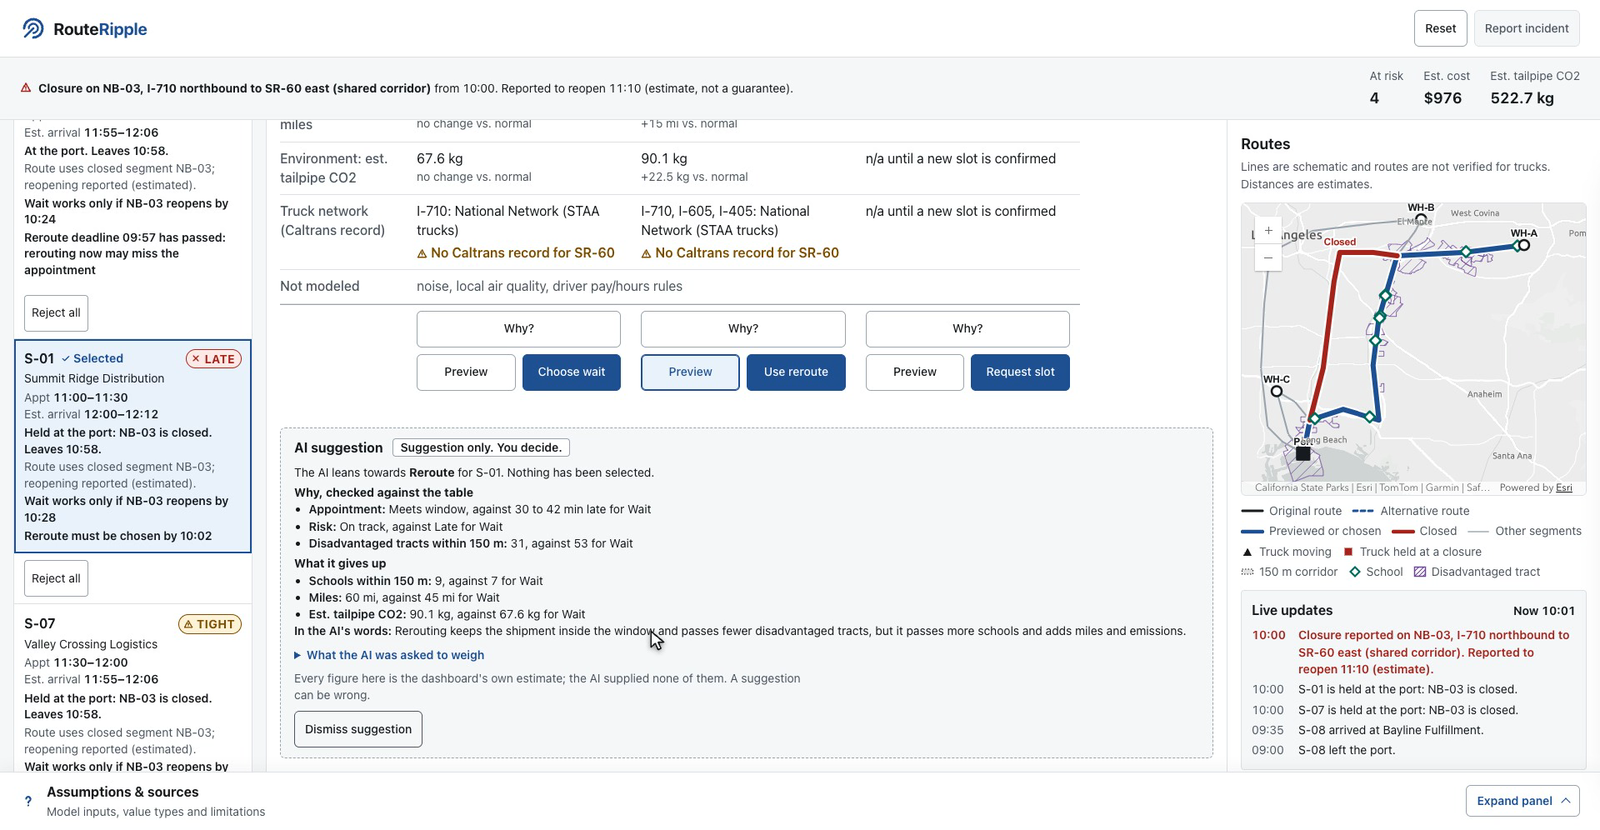 RouteRipple
Reset
Report incident
Closure on NB-03, I-710 northbound to SR-60 east (shared corridor) from 10:00. Reported to reopen 11:10 (estimate, not a guarantee).
At risk
4
Est. cost
$976
Est. tailpipe CO2
522.7 kg
Est. arrival 11:55–12:06
At the port. Leaves 10:58.
Route uses closed segment NB-03;
reopening reported (estimated).
Wait works only if NB-03 reopens by
10:24
Reroute deadline 09:57 has passed:
rerouting now may miss the
appointment
Reject all
S-01 ✓ Selected
✕ LATE
Summit Ridge Distribution
Appt 11:00–11:30
Est. arrival 12:00–12:12
Held at the port: NB-03 is closed.
Leaves 10:58.
Route uses closed segment NB-03;
reopening reported (estimated).
Wait works only if NB-03 reopens by
10:28
Reroute must be chosen by 10:02
Reject all
S-07
TIGHT
Valley Crossing Logistics
Appt 11:30–12:00
Est. arrival 11:55–12:06
Held at the port: NB-03 is closed.
Leaves 10:58.
Route uses closed segment NB-03;
reopening reported (estimated).
Wait works only if NB-03 reopens by
miles
no change vs. normal
+15 mi vs. normal
Environment: est.
tailpipe CO2
67.6 kg
no change vs. normal
90.1 kg
+22.5 kg vs. normal
n/a until a new slot is confirmed
Truck network
(Caltrans record)
I-710: National Network (STAA
trucks)
No Caltrans record for SR-60
I-710, I-605, I-405: National
Network (STAA trucks)
No Caltrans record for SR-60
n/a until a new slot is confirmed
Not modeled
noise, local air quality, driver pay/hours rules
Why?
Why?
Why?
Preview
Choose wait
Preview
Use reroute
Preview
Request slot
AI suggestion
Suggestion only. You decide.
The AI leans towards Reroute for S-01. Nothing has been selected.
Why, checked against the table
• Appointment: Meets window, against 30 to 42 min late for Wait
• Risk: On track, against Late for Wait
• Disadvantaged tracts within 150 m: 31, against 53 for Wait
What it gives up
• Schools within 150 m: 9, against 7 for Wait
• Miles: 60 mi, against 45 mi for Wait
• Est. tailpipe CO2: 90.1 kg, against 67.6 kg for Wait
In the AI's words: Rerouting keeps the shipment inside the window and passes fewer disadvantaged tracts, but it passes more schools and adds miles and emissions.
What the AI was asked to weigh
Every figure here is the dashboard's own estimate; the AI supplied none of them. A suggestion
can be wrong.
Dismiss suggestion
Routes
Lines are schematic and routes are not verified for trucks.
Distances are estimates.
+
−
WH-B
El Monte
West Covina
WH-A
Closed
WH-C
Anaheim
Santa Ana
California State Parks | Esri | TomTom | Garmin | Saf...
Powered by Esri
Original route
Alternative route
Previewed or chosen
Closed
Other segments
Truck moving
Truck held at a closure
150 m corridor
School
Disadvantaged tract
Live updates
Now 10:01
10:00 Closure reported on NB-03, I-710 northbound to
SR-60 east (shared corridor). Reported to
reopen 11:10 (estimate).
10:00 S-01 is held at the port: NB-03 is closed.
10:00 S-07 is held at the port: NB-03 is closed.
09:35 S-08 arrived at Bayline Fulfillment.
09:00 S-08 left the port.
?
Assumptions & sources
Model inputs, value types and limitations
Expand panel